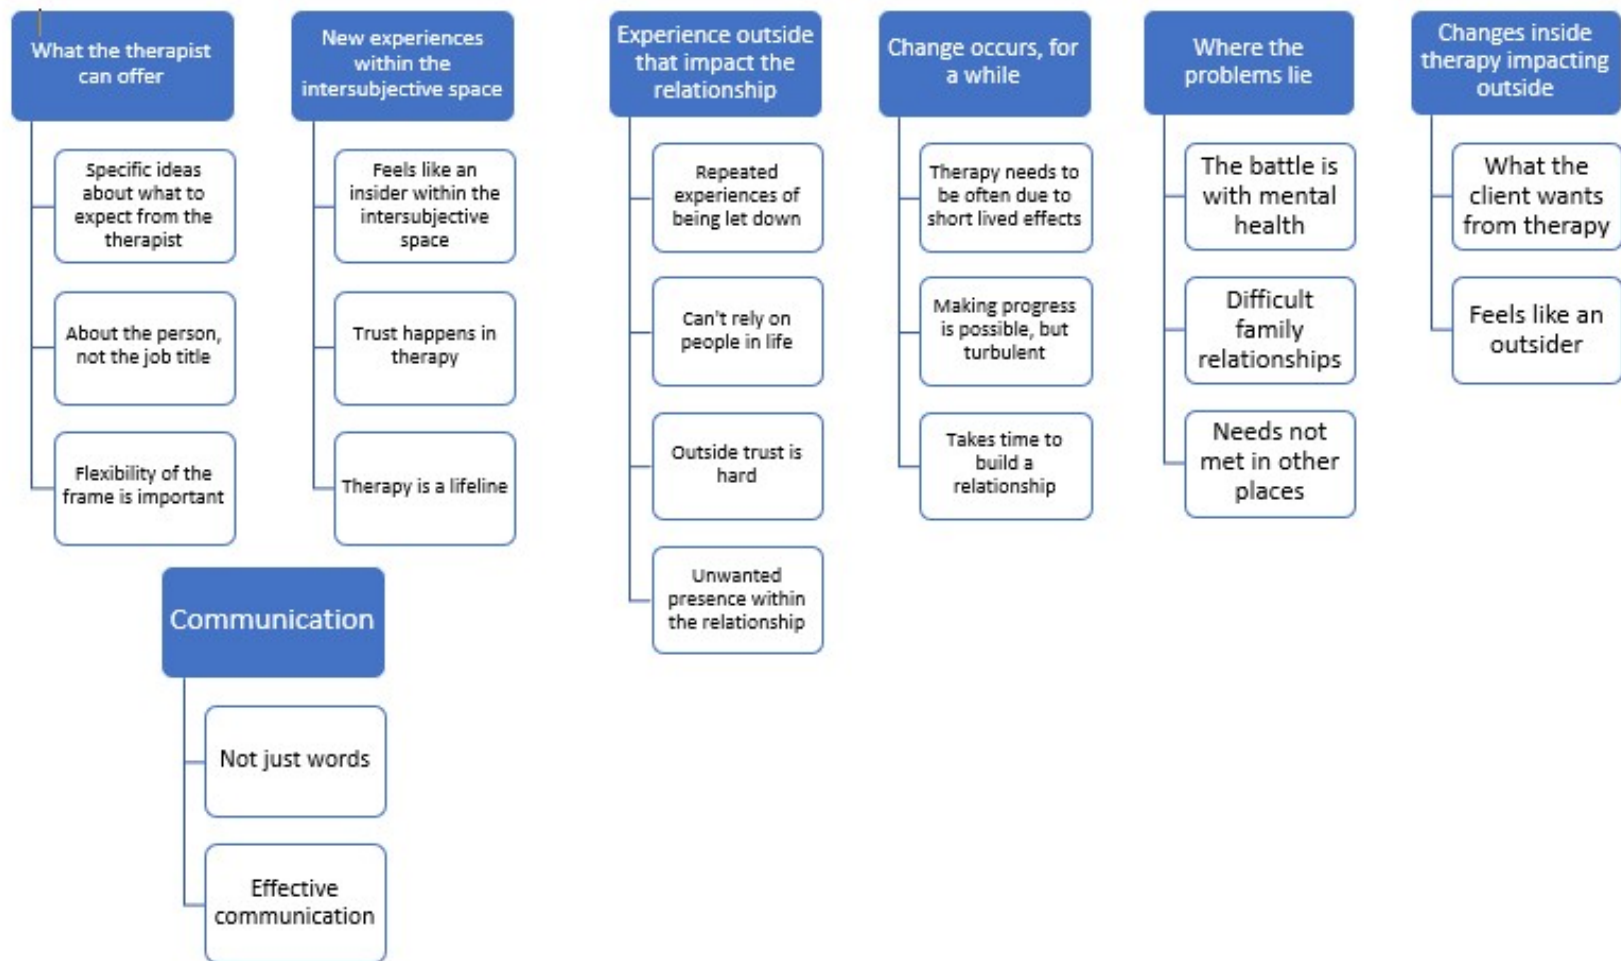 What the therapist
can offer
Specific ideas
about what to
expect from the
therapist
About the person,
not the job title
Flexibility of the
frame is important
New experiences
within the
intersubjective space
Feels like an
insider within the
intersubjective
space
Trust happens in
therapy
Therapy is a lifeline
Experience outside
that impact the
relationship
Repeated
experiences of
being let down
Can't rely on
people in life
Outside trust is
hard
Unwanted
presence within
the relationship
Change occurs, for
a while
Therapy needs to
be often due to
short lived effects
Making progress
is possible, but
turbulent
Takes time to
build a
relationship
Where the
problems lie
The battle is
with mental
health
Difficult
family
relationships
Needs not
met in other
places
Changes inside
therapy impacting
outside
What the
client wants
from therapy
Feels like an
outsider
Communication
Not just words
Effective
communication